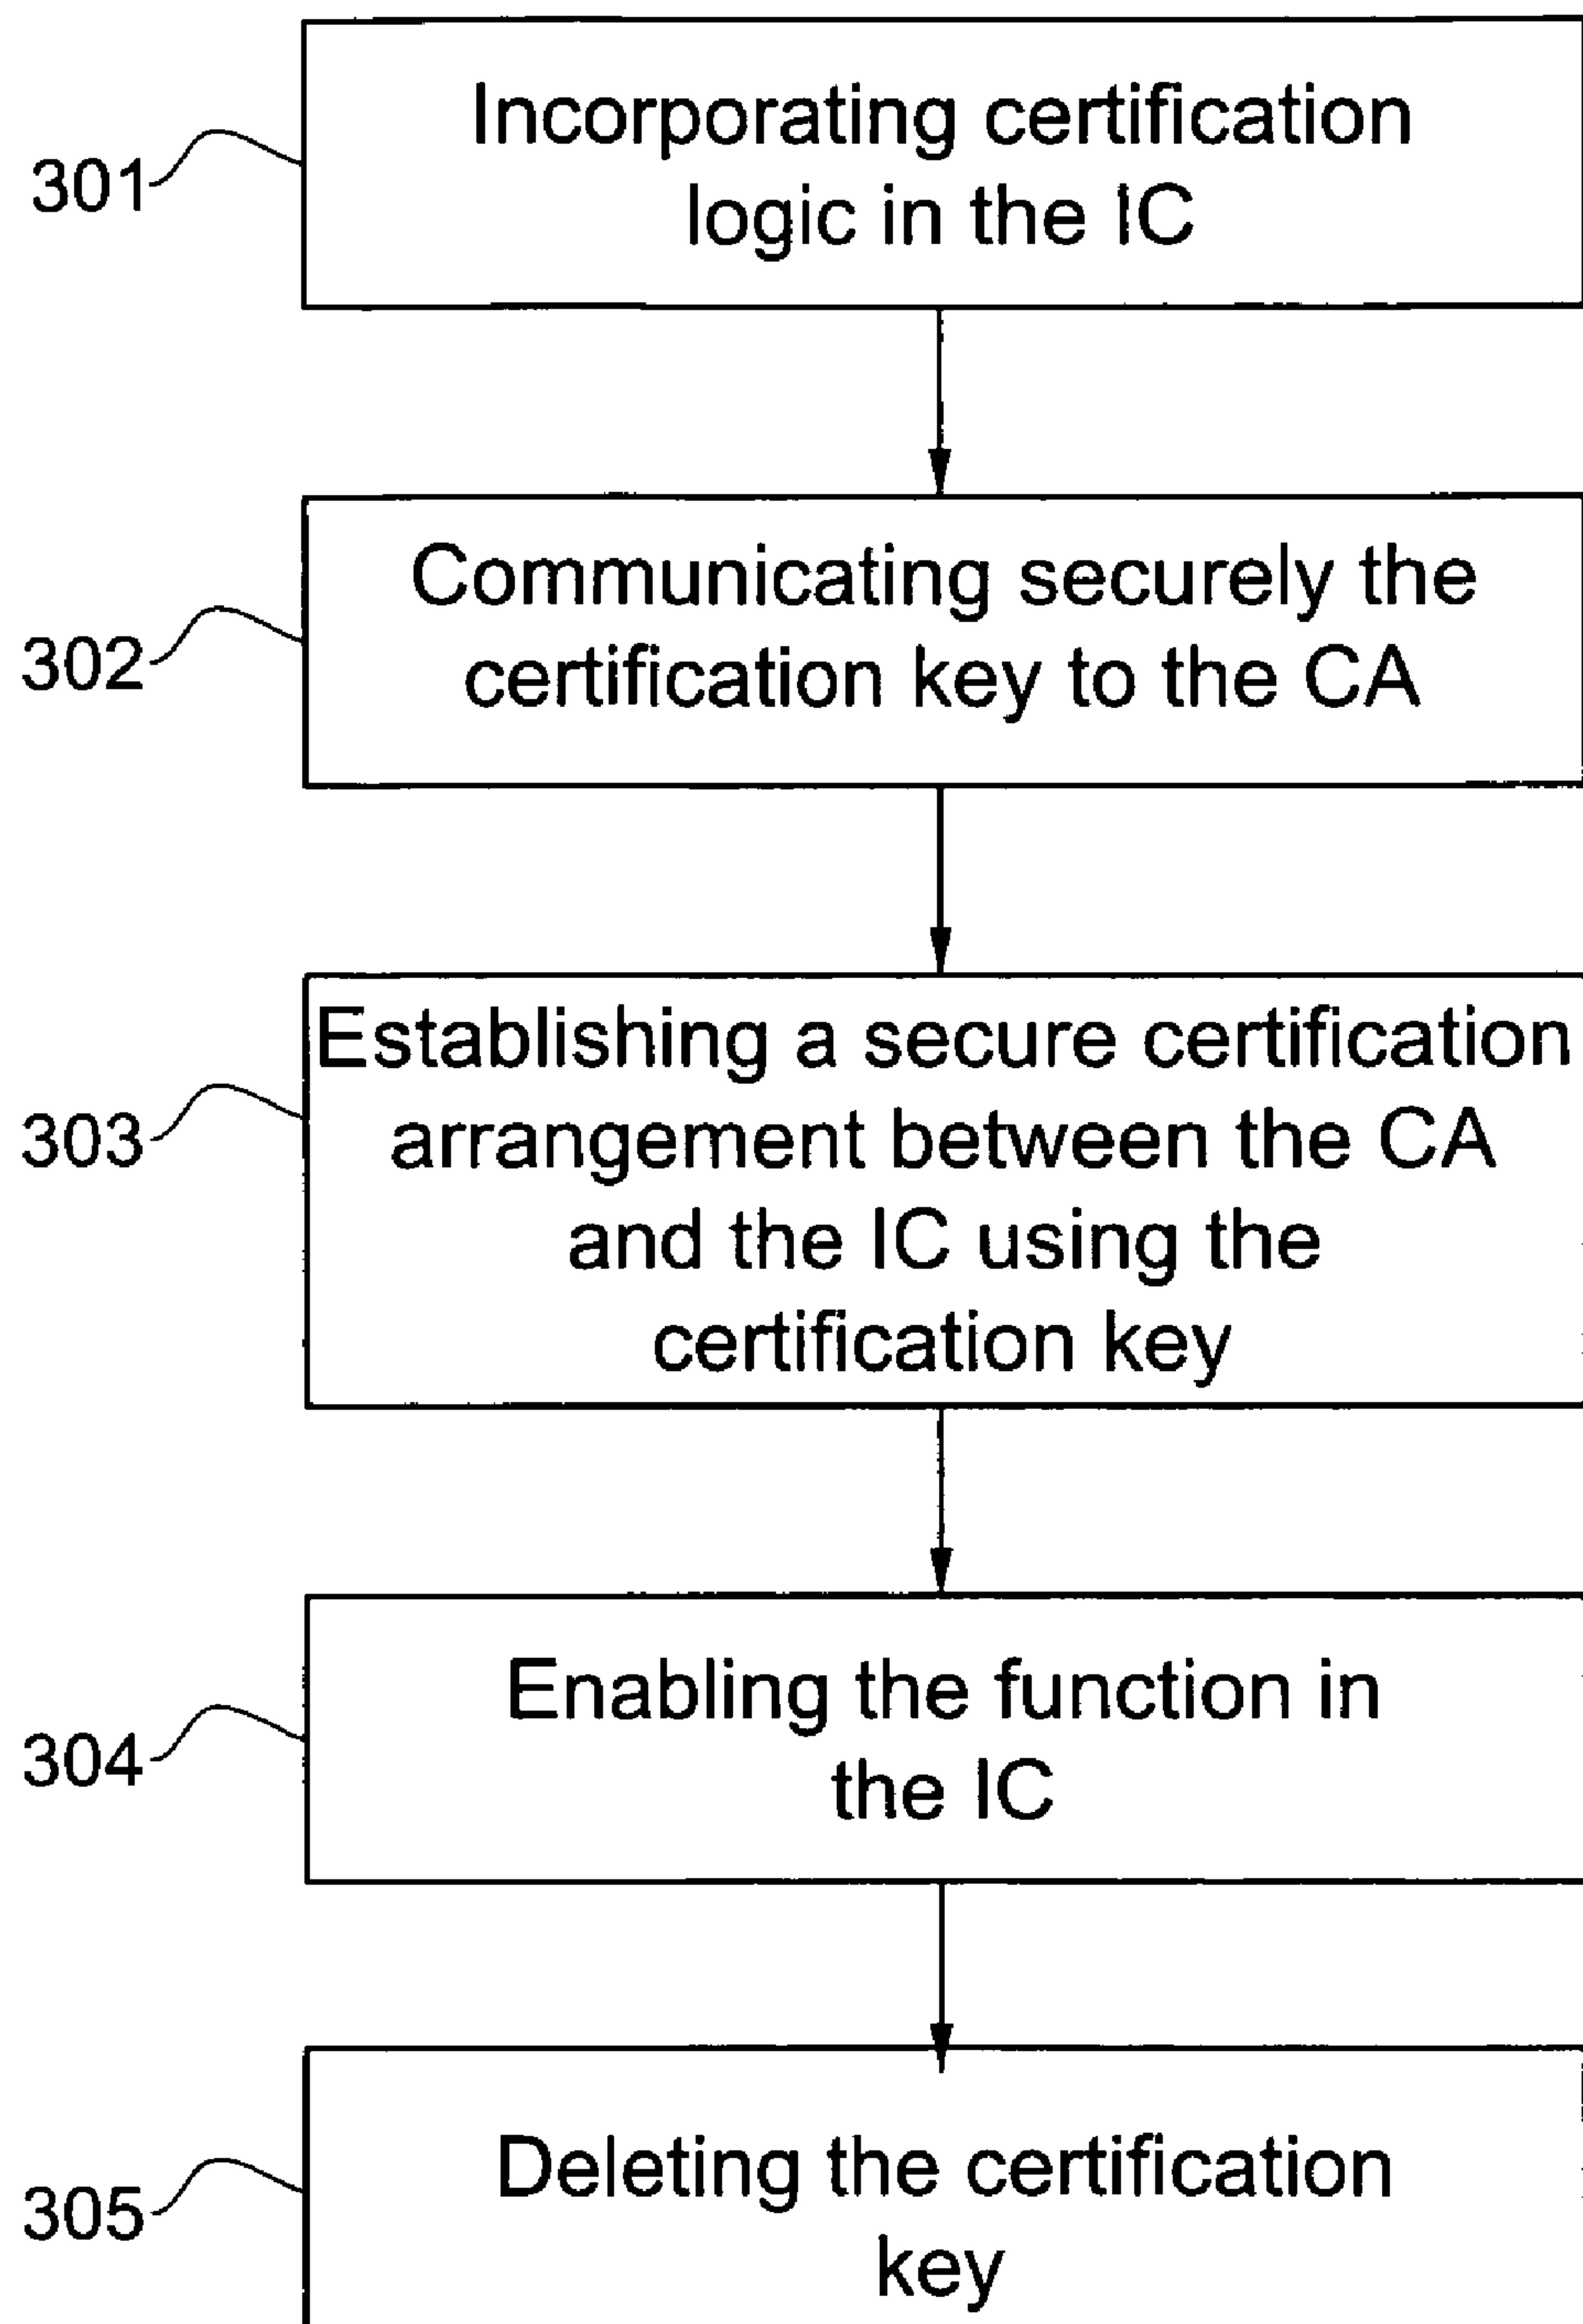 301
Incorporating certification
logic in the IC
302
Communicating securely the
certification key to the CA
303
Establishing a secure certification
arrangement between the CA
and the IC using the
certification key
304
Enabling the function in
the IC
305
Deleting the certification
key